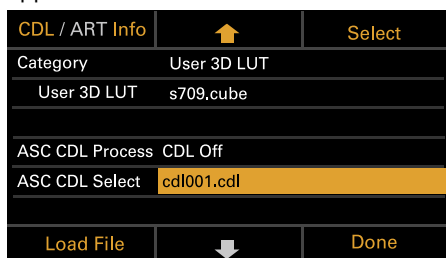 CDL / ART Info Select
Category User 3D LUT
User 3D LUT s709.cube
ASC CDL Process CDL Off
ASC CDL Select cdl001.cdl
Load File Done